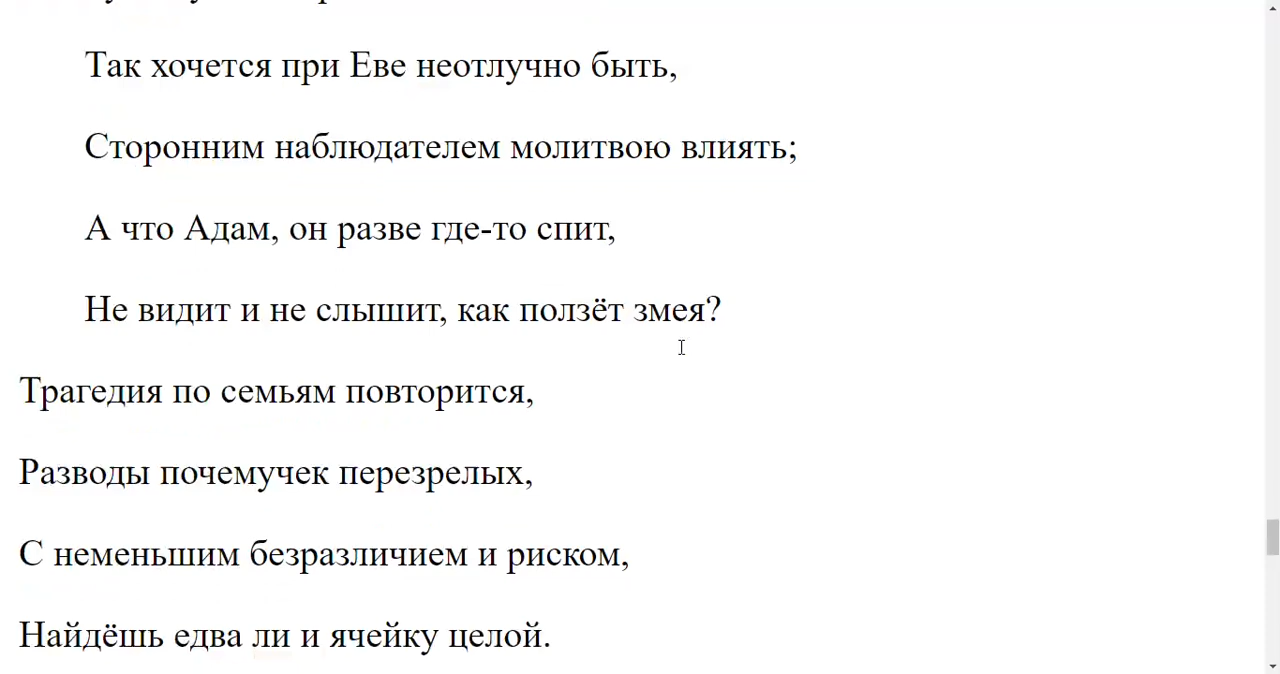 Так хочется при Еве неотлучно быть,
Сторонним наблюдателем молитвою влиять;
А что Адам, он разве где-то спит,
Не видит и не слышит, как ползёт змея?
Трагедия по семьям повторится,
Разводы почемучек перезрелых,
С неменьшим безразличием и риском,
Найдёшь едва ли и ячейку целой.